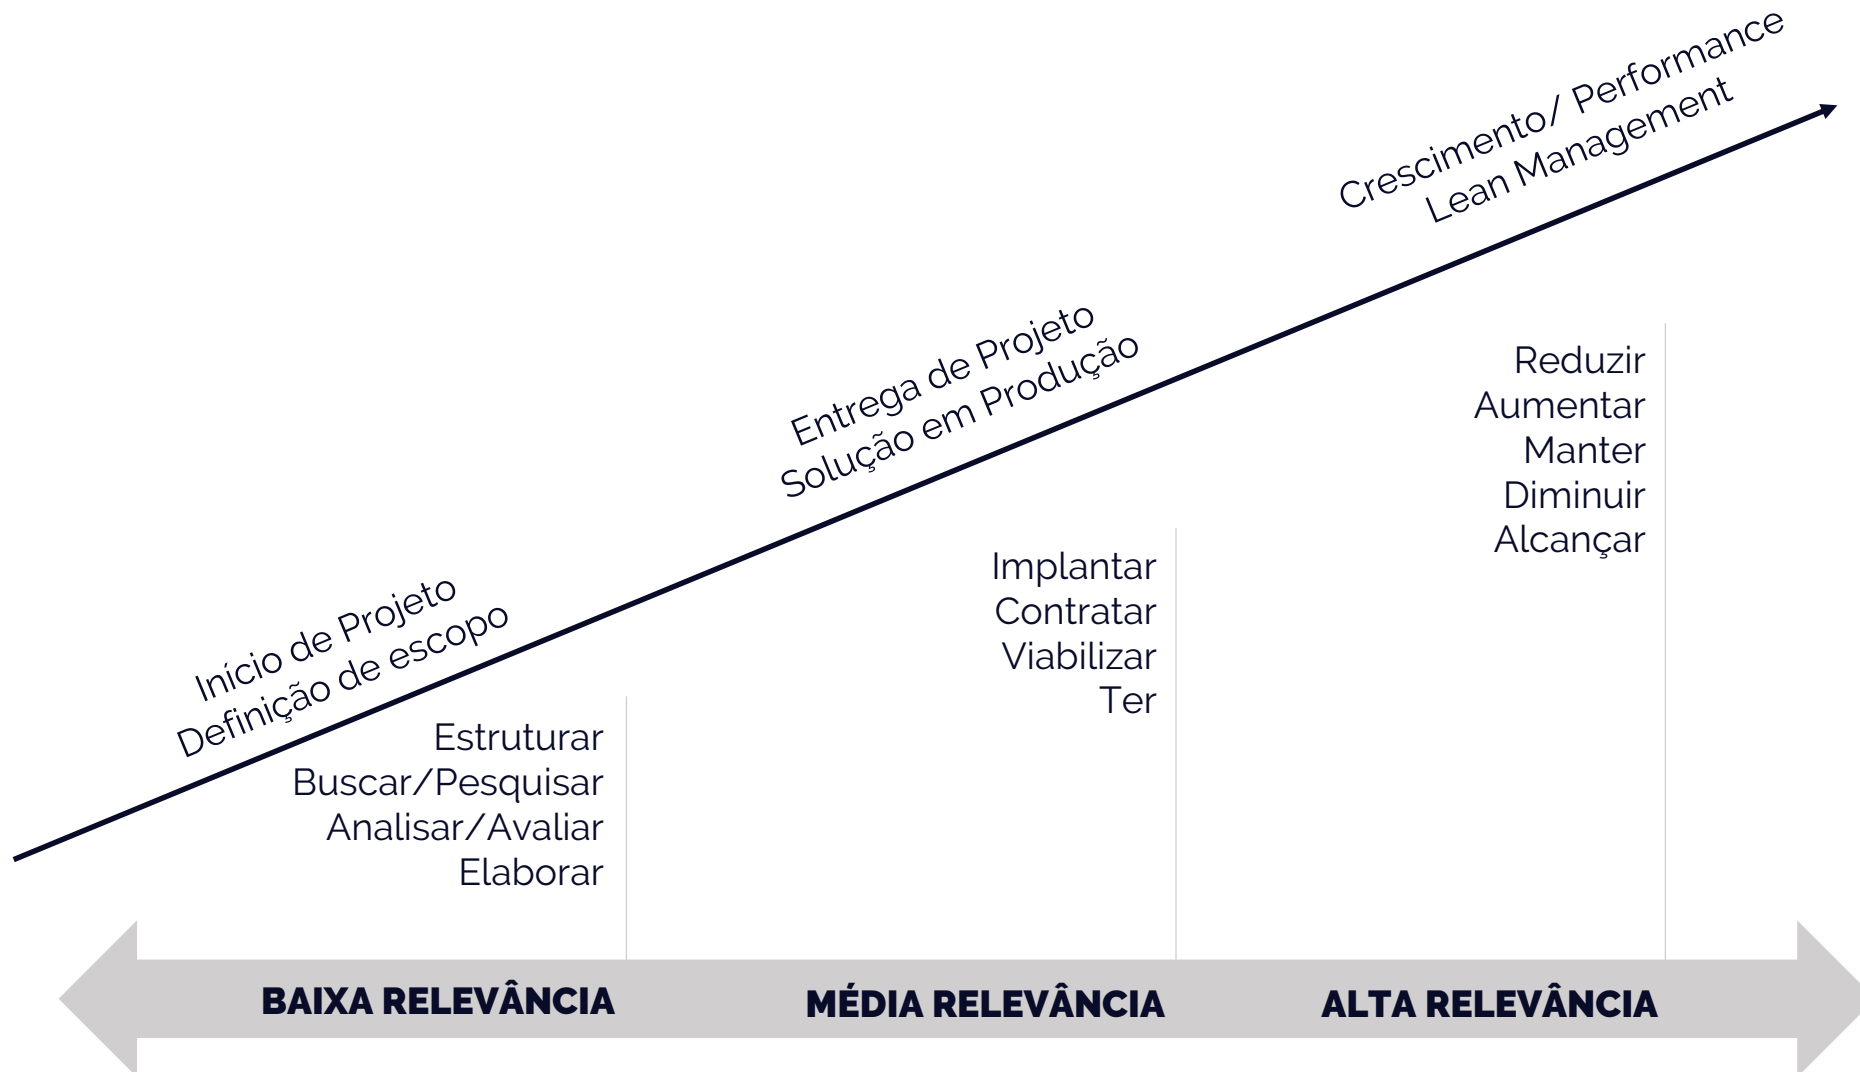 Crescimento/ Performance
Lean Management
Entrega de Projeto
Solução em Produção
Início de Projeto
Definição de escopo
Reduzir
Aumentar
Manter
Diminuir
Alcançar
Implantar
Contratar
Viabilizar
Ter
Estruturar
Buscar/Pesquisar
Analisar/Avaliar
Elaborar
BAIXA RELEVÂNCIA
MÉDIA RELEVÂNCIA
ALTA RELEVÂNCIA